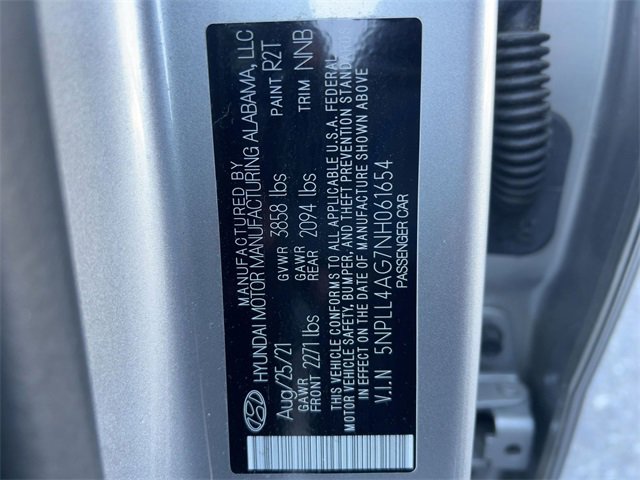 MANUFACTURED BY
HYUNDAI MOTOR MANUFACTURING ALABAMA, LLC
Aug/25/21 GVWR 3858 lbs PAINT R2T
GAWR FRONT 2271 lbs GAWR REAR 2094 lbs TRIM NNB
THIS VEHICLE CONFORMS TO ALL APPLICABLE U.S.A. FEDERAL
MOTOR VEHICLE SAFETY, BUMPER, AND THEFT PREVENTION STAND.
IN EFFECT ON THE DATE OF MANUFACTURE SHOWN ABOVE
V.I.N 5NPLL4AG7NH061654
PASSENGER CAR